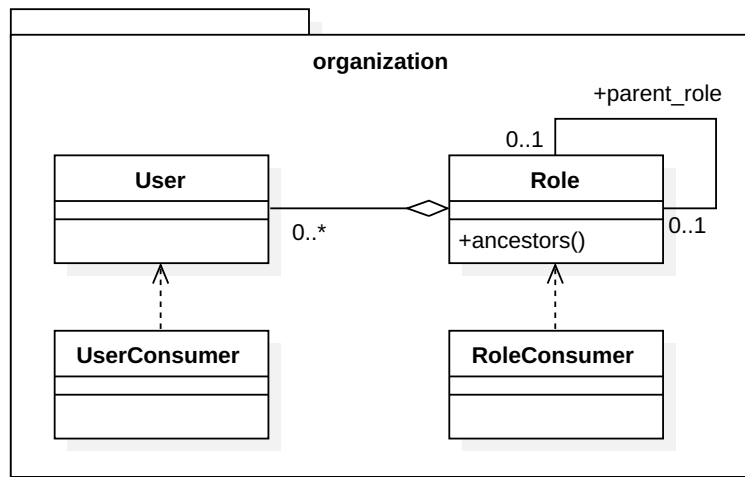 organization
+parent_role
0..1
User
Role
0..*
0..1
+ancestors()
UserConsumer
RoleConsumer